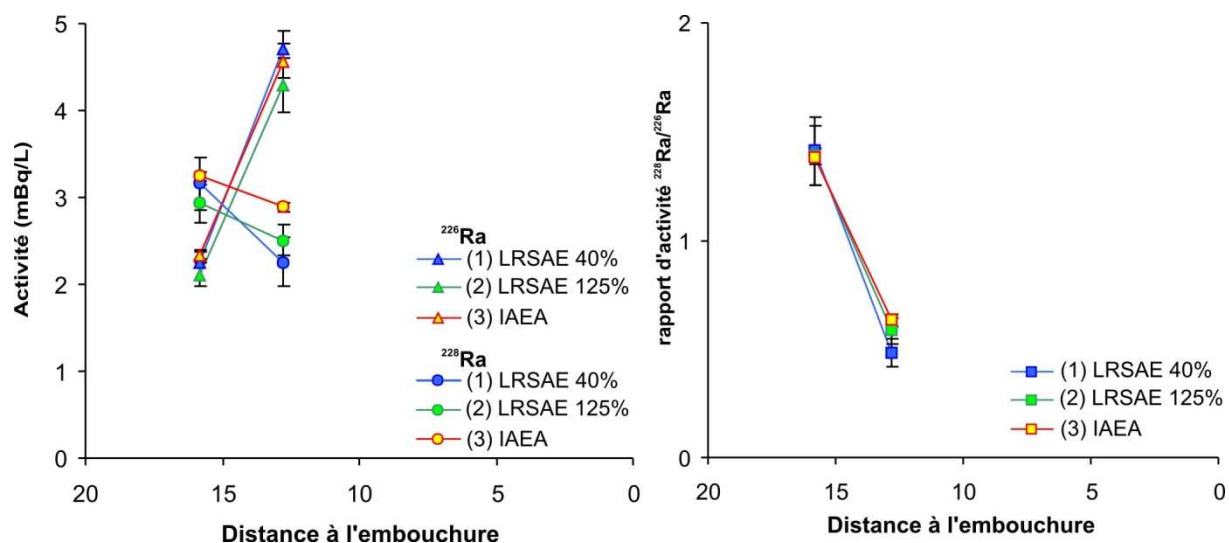 5
4
3
2
1
0
Activité (mBq/L)
20
15
10
5
0
Distance à l'embouchure
²²⁶Ra
(1) LRSAE 40%
(2) LRSAE 125%
(3) IAEA
²²⁸Ra
(1) LRSAE 40%
(2) LRSAE 125%
(3) IAEA
2
1
0
rapport d'activité ²²⁸Ra/²²⁶Ra
20
15
10
5
0
Distance à l'embouchure
(1) LRSAE 40%
(2) LRSAE 125%
(3) IAEA